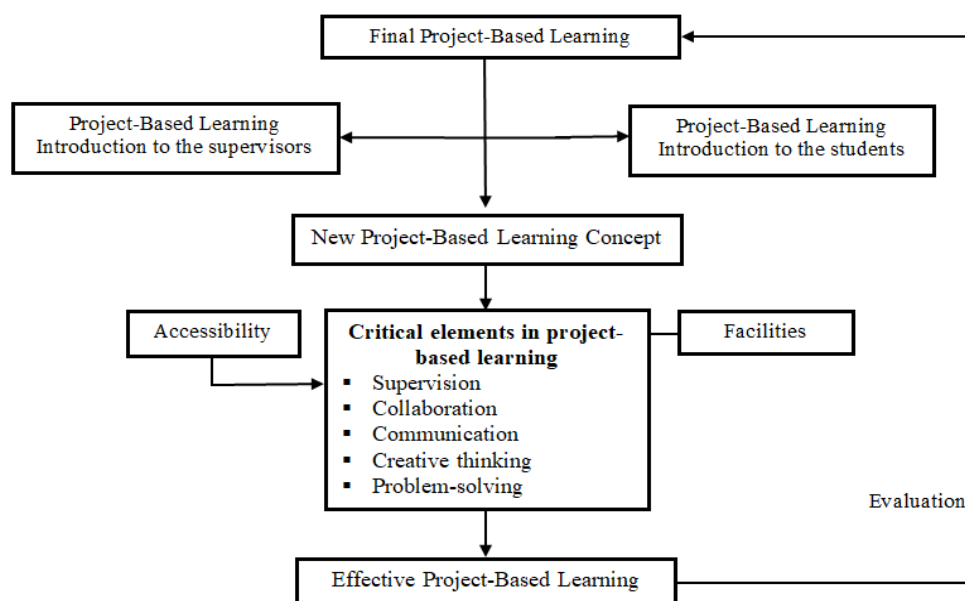 Final Project-Based Learning
Project-Based Learning
Introduction to the supervisors
Project-Based Learning
Introduction to the students
New Project-Based Learning Concept
Accessibility
Critical elements in project-
based learning
▪ Supervision
▪ Collaboration
▪ Communication
▪ Creative thinking
▪ Problem-solving
Facilities
Evaluation
Effective Project-Based Learning